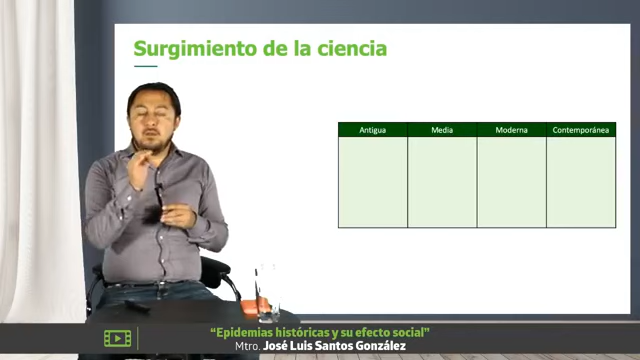 Surgimiento de la ciencia
Antigua Media Moderna Contemporánea
“Epidemias históricas y su efecto social”
Mtro. José Luis Santos González